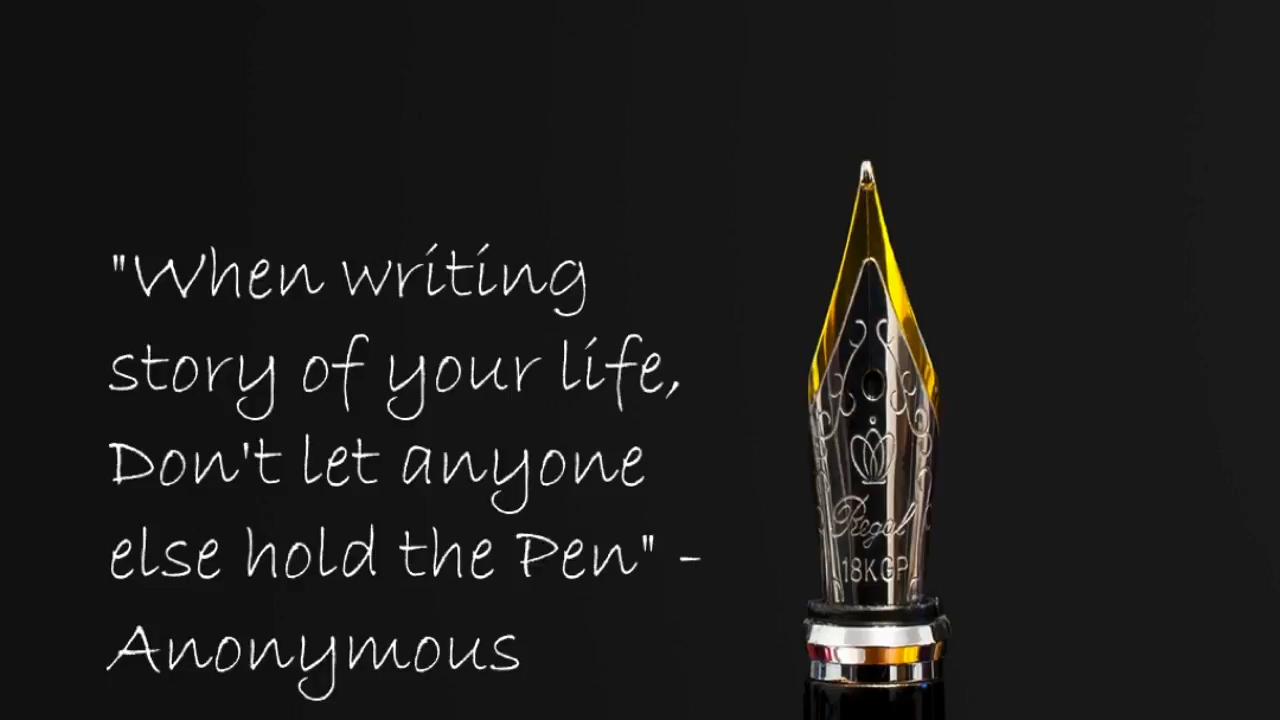 "When writing
story of your life,
Don't let anyone
else hold the Pen" -
Anonymous
Regal
18KGP